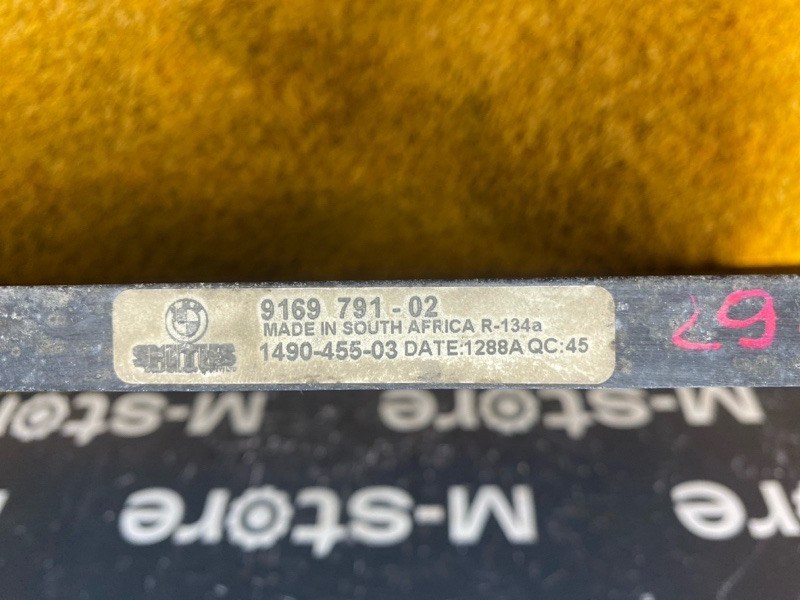 9169 791-02
MADE IN SOUTH AFRICA R-134a
SMITHS
1490-455-03 DATE:1288A QC:45
67
M-store
M-store
M-store